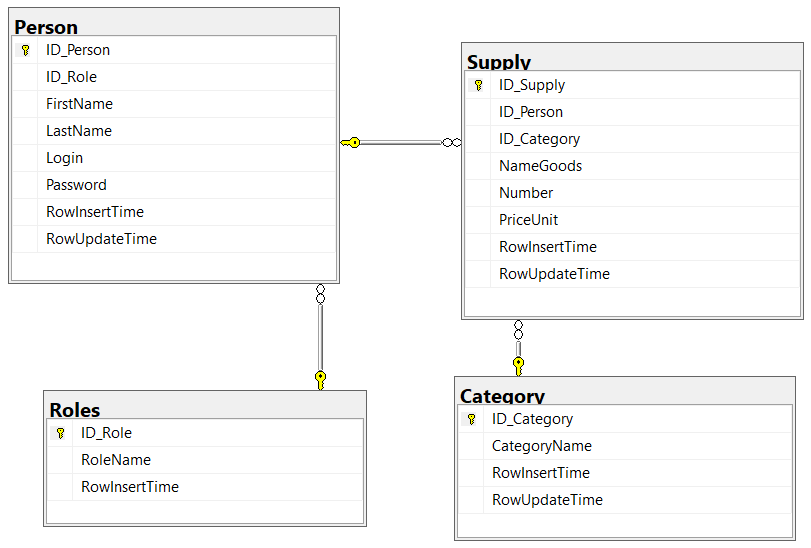 Person
ID_Person
ID_Role
FirstName
LastName
Login
Password
RowInsertTime
RowUpdateTime
Supply
ID_Supply
ID_Person
ID_Category
NameGoods
Number
PriceUnit
RowInsertTime
RowUpdateTime
Roles
ID_Role
RoleName
RowInsertTime
Category
ID_Category
CategoryName
RowInsertTime
RowUpdateTime